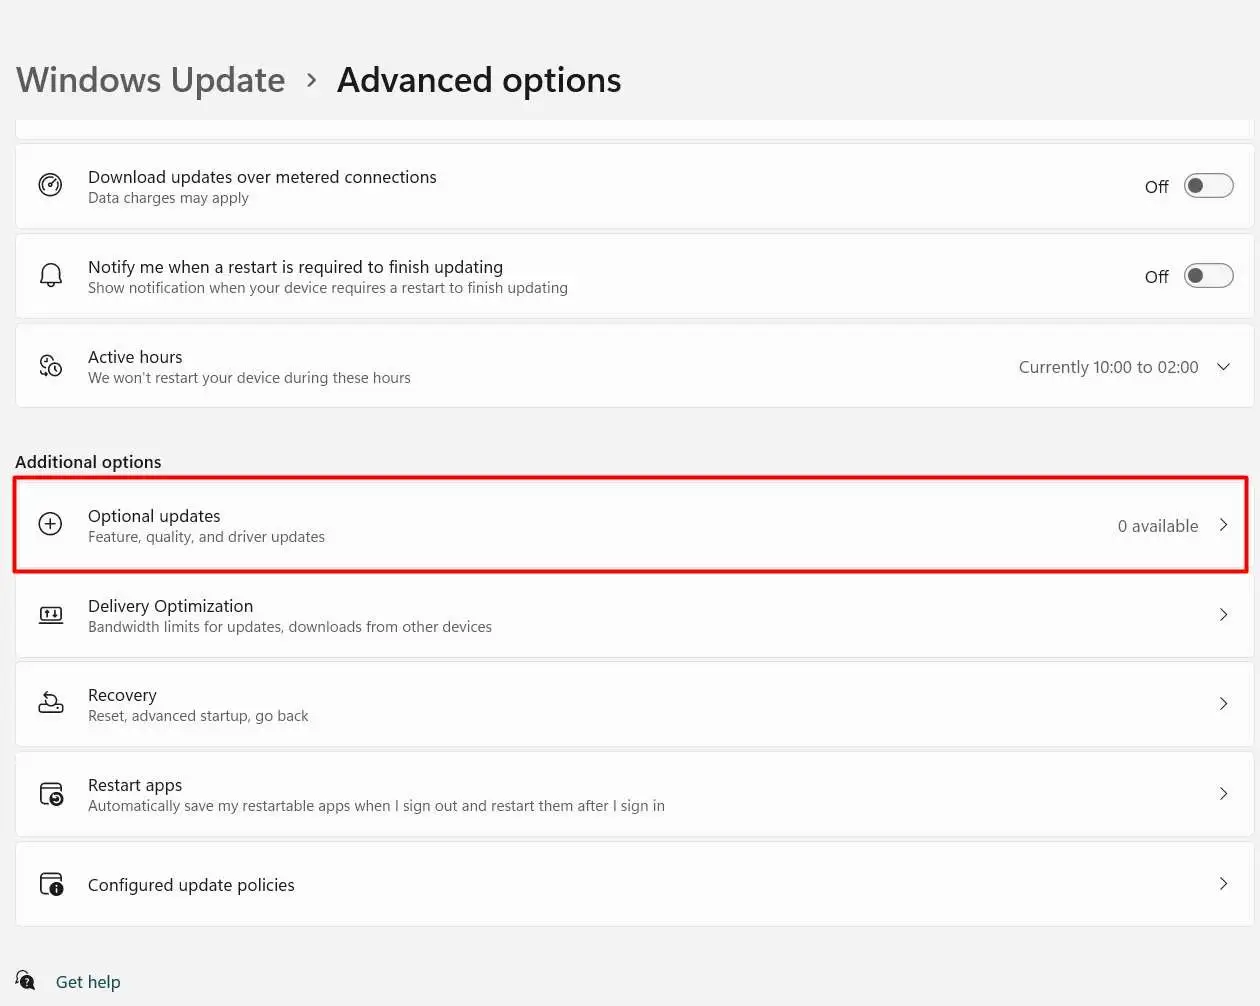 Windows Update > Advanced options
Download updates over metered connections
Data charges may apply
Off
Notify me when a restart is required to finish updating
Show notification when your device requires a restart to finish updating
Off
Active hours
We won't restart your device during these hours
Currently 10:00 to 02:00
Additional options
Optional updates
Feature, quality, and driver updates
0 available
Delivery Optimization
Bandwidth limits for updates, downloads from other devices
Recovery
Reset, advanced startup, go back
Restart apps
Automatically save my restartable apps when I sign out and restart them after I sign in
Configured update policies
Get help